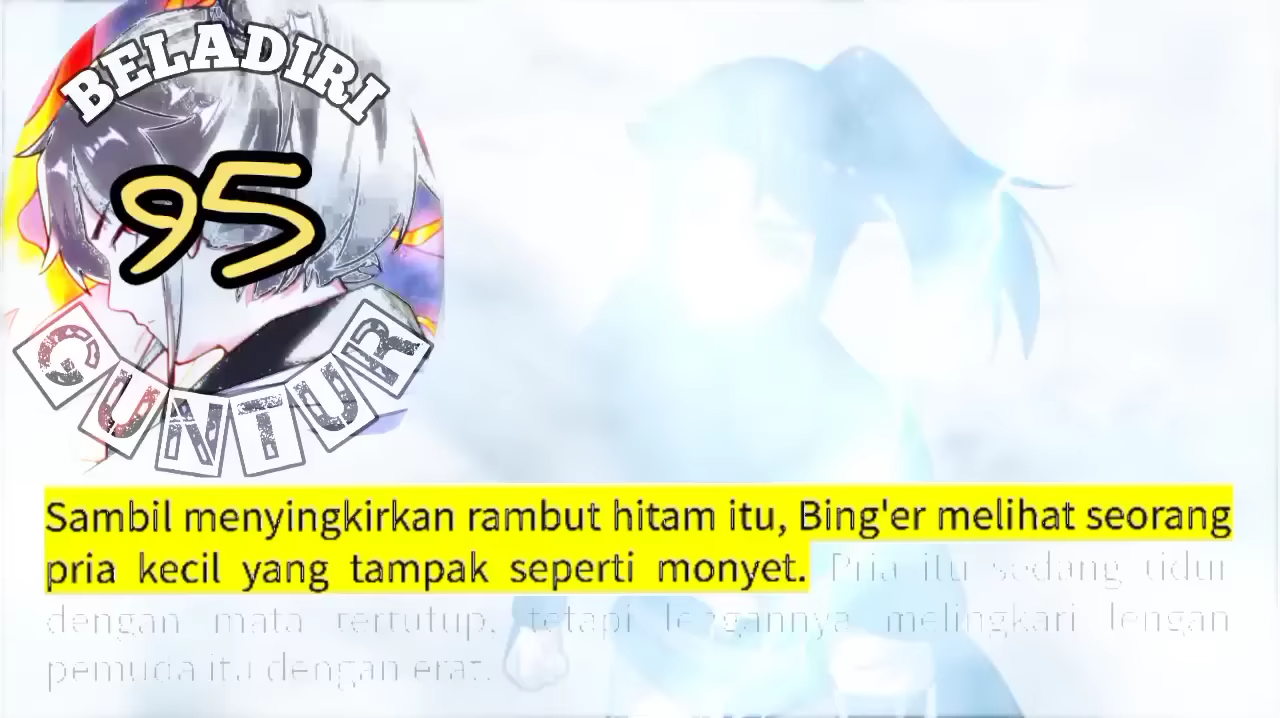 BELADIRI
95
GUNTUR
Sambil menyingkirkan rambut hitam itu, Bing'er melihat seorang
pria kecil yang tampak seperti monyet. Pria itu sedang tidur
dengan mata tertutup, tetapi lengannya melingkari lengan
pemuda itu dengan erat.